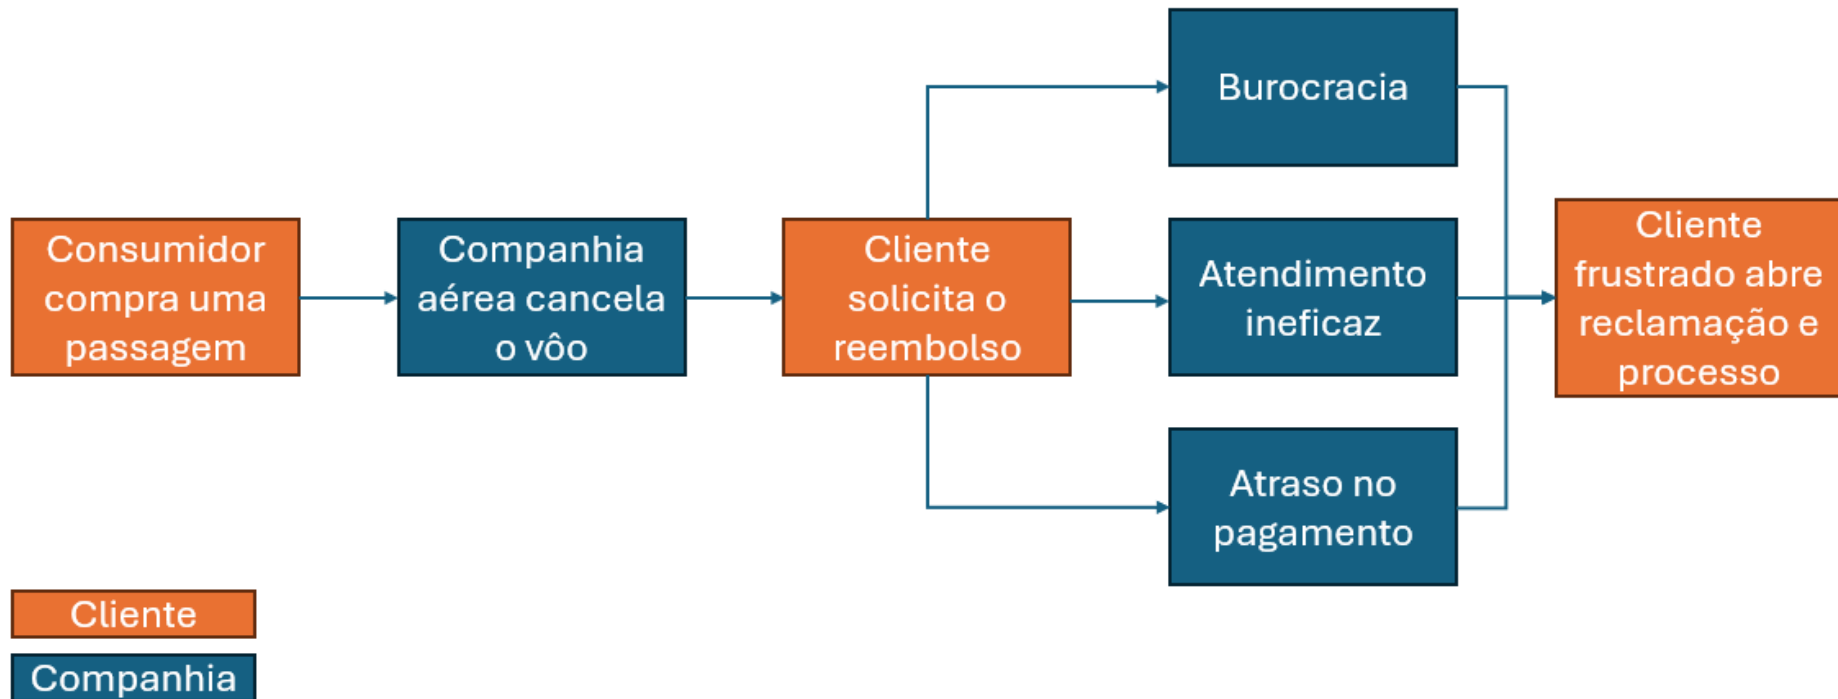 Consumidor
compra uma
passagem
Companhia
aérea cancela
o vôo
Cliente
solicita o
reembolso
Burocracia
Atendimento
ineficaz
Atraso no
pagamento
Cliente
frustrado abre
reclamação e
processo
Cliente
Companhia